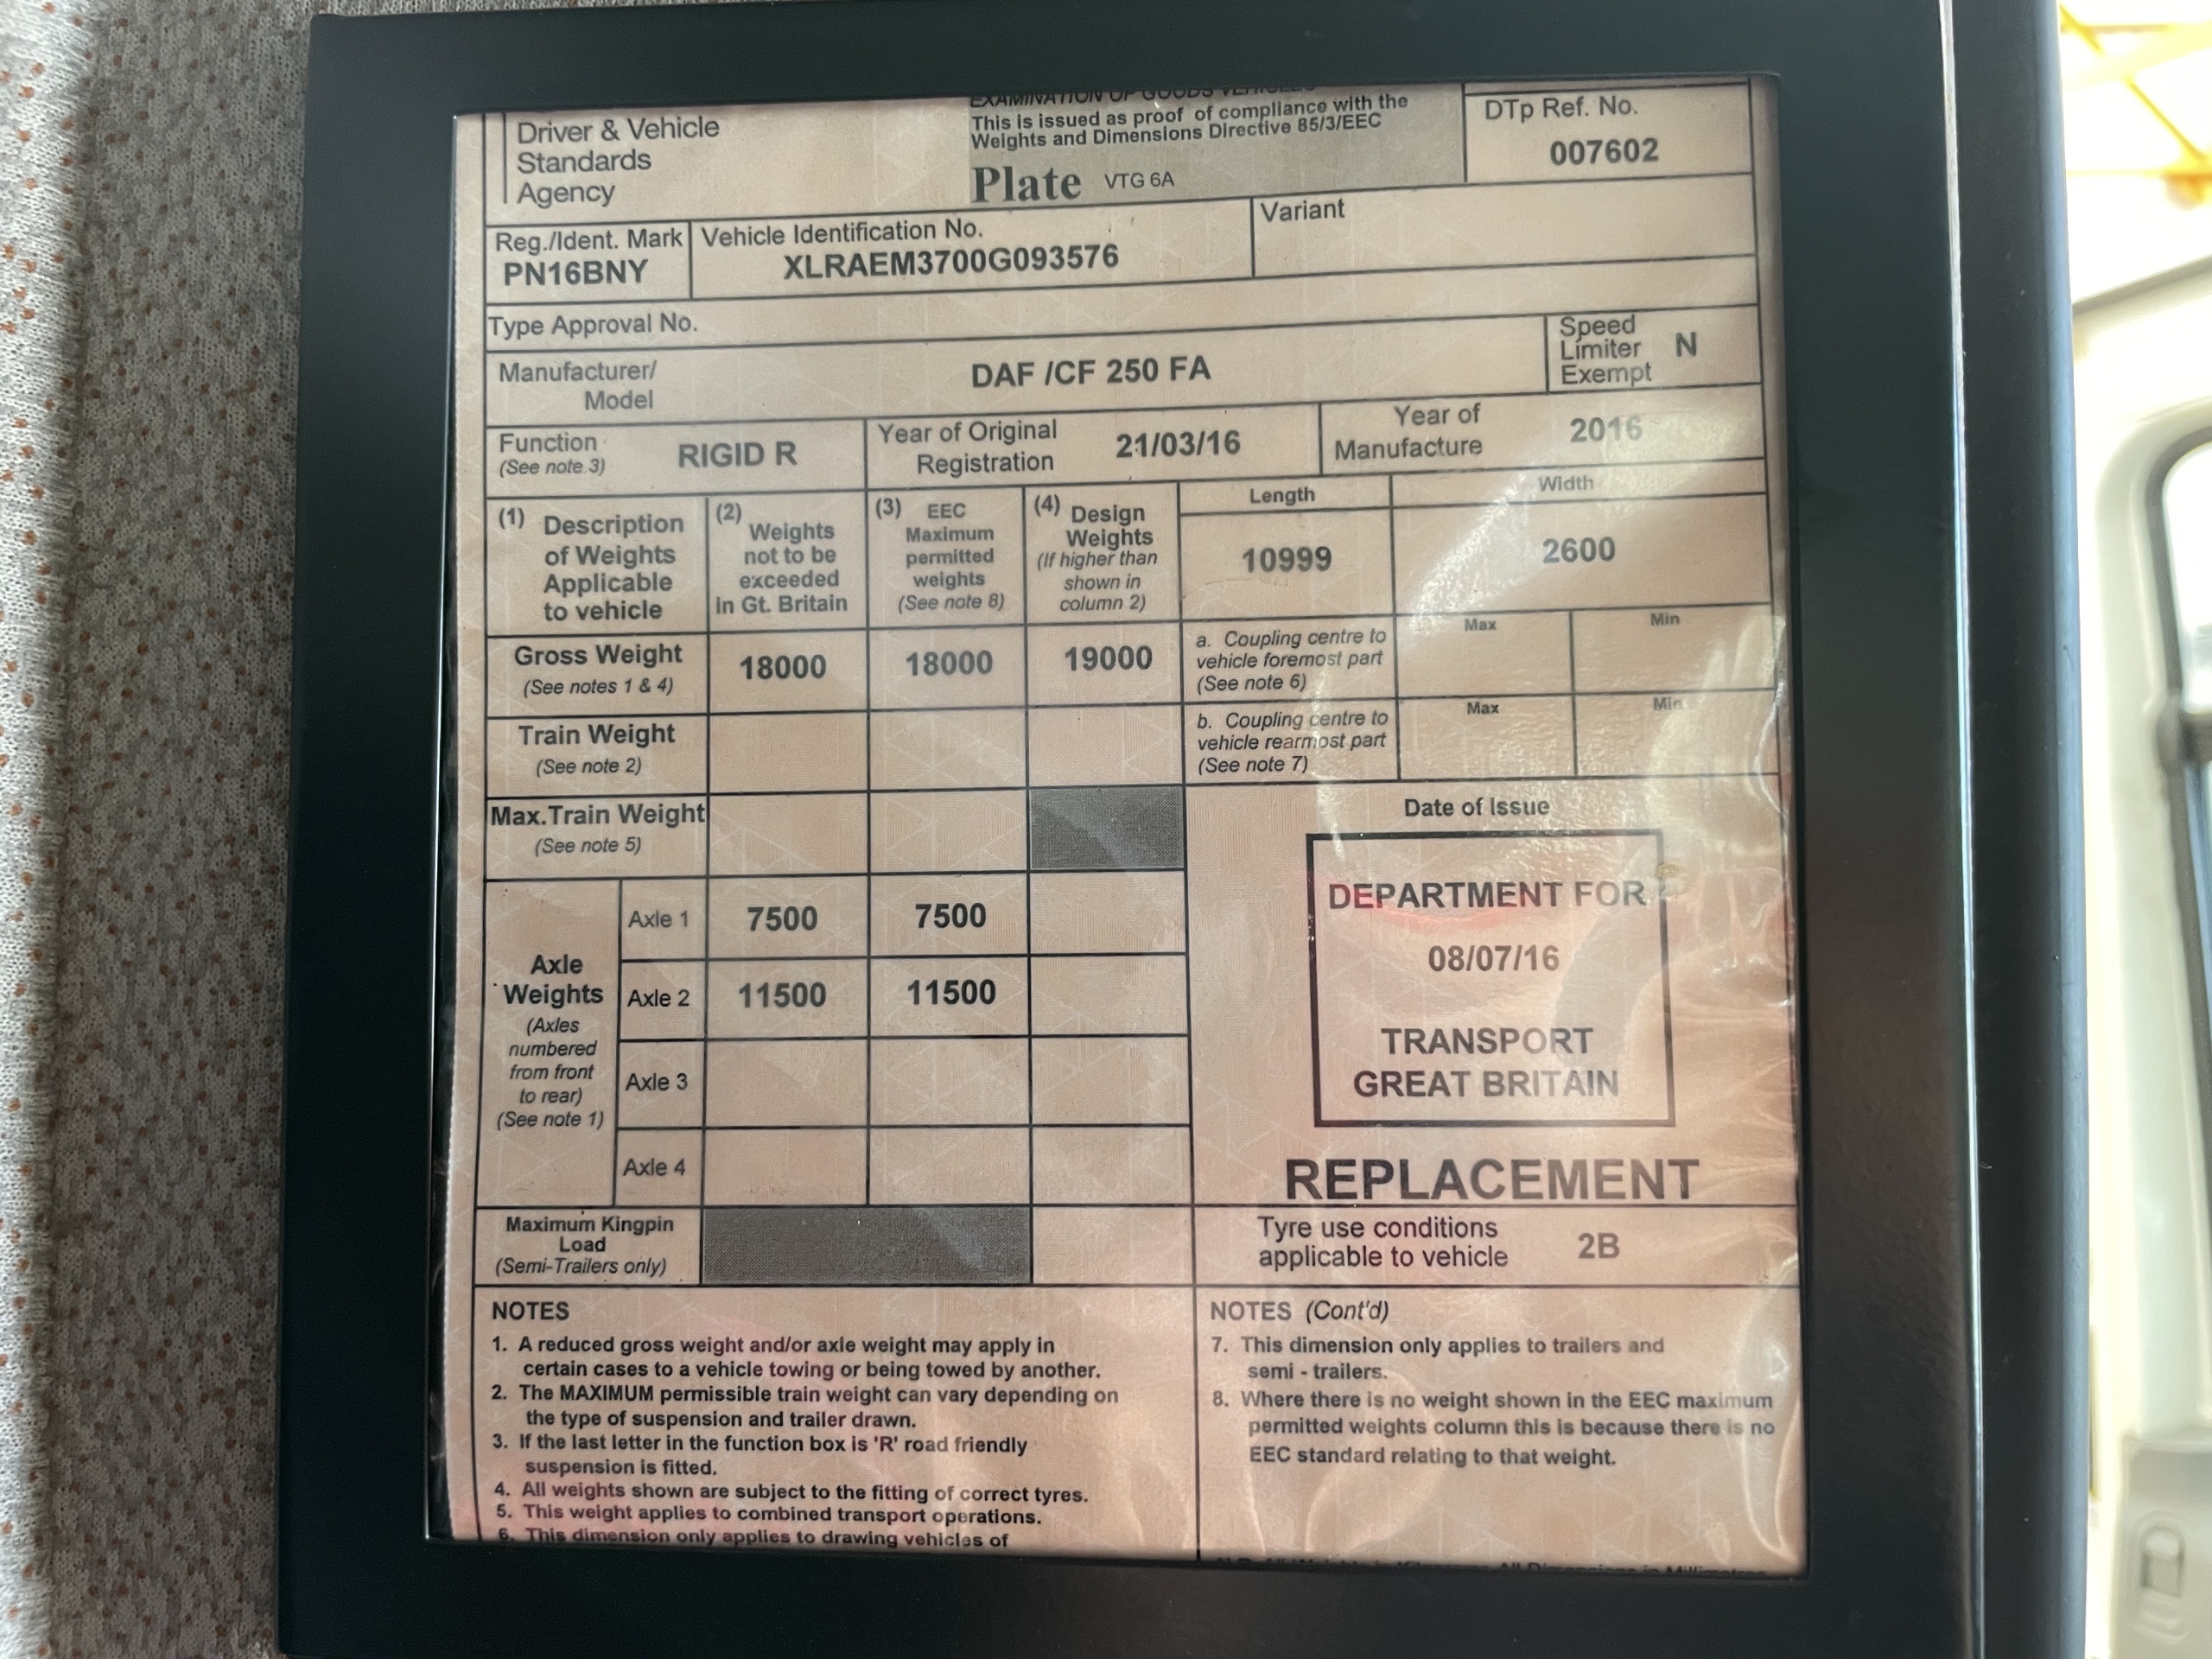 EXAMINATION OF GOODS VEHICLES
This is issued as proof of compliance with the
Weights and Dimensions Directive 85/3/EEC
Plate VTG 6A
Driver & Vehicle
Standards
Agency
DTp Ref. No.
007602
Reg./Ident. Mark
PN16BNY
Vehicle Identification No.
XLRAEM3700G093576
Variant
Type Approval No.
Manufacturer/
Model
DAF /CF 250 FA
Speed
Limiter
Exempt
N
Function
(See note 3)
RIGID R
Year of Original
Registration
21/03/16
Year of
Manufacture
2016
(1) Description
of Weights
Applicable
to vehicle
(2) Weights
not to be
exceeded
in Gt. Britain
(3) EEC
Maximum
permitted
weights
(See note 8)
(4) Design
Weights
(If higher than
shown in
column 2)
Length
10999
Width
2600
Gross Weight
(See notes 1 & 4)
18000
18000
19000
a. Coupling centre to
vehicle foremost part
(See note 6)
Max
Min
Train Weight
(See note 2)
b. Coupling centre to
vehicle rearmost part
(See note 7)
Max
Min
Max.Train Weight
(See note 5)
Date of Issue
DEPARTMENT FOR
08/07/16
TRANSPORT
GREAT BRITAIN
REPLACEMENT
Axle
Weights
(Axles
numbered
from front
to rear)
(See note 1)
Axle 1
7500
7500
Axle 2
11500
11500
Axle 3
Axle 4
Maximum Kingpin
Load
(Semi-Trailers only)
Tyre use conditions
applicable to vehicle
2B
NOTES
1. A reduced gross weight and/or axle weight may apply in
certain cases to a vehicle towing or being towed by another.
2. The MAXIMUM permissible train weight can vary depending on
the type of suspension and trailer drawn.
3. If the last letter in the function box is 'R' road friendly
suspension is fitted.
4. All weights shown are subject to the fitting of correct tyres.
5. This weight applies to combined transport operations.
6. This dimension only applies to drawing vehicles of
NOTES (Cont'd)
7. This dimension only applies to trailers and
semi - trailers.
8. Where there is no weight shown in the EEC maximum
permitted weights column this is because there is no
EEC standard relating to that weight.